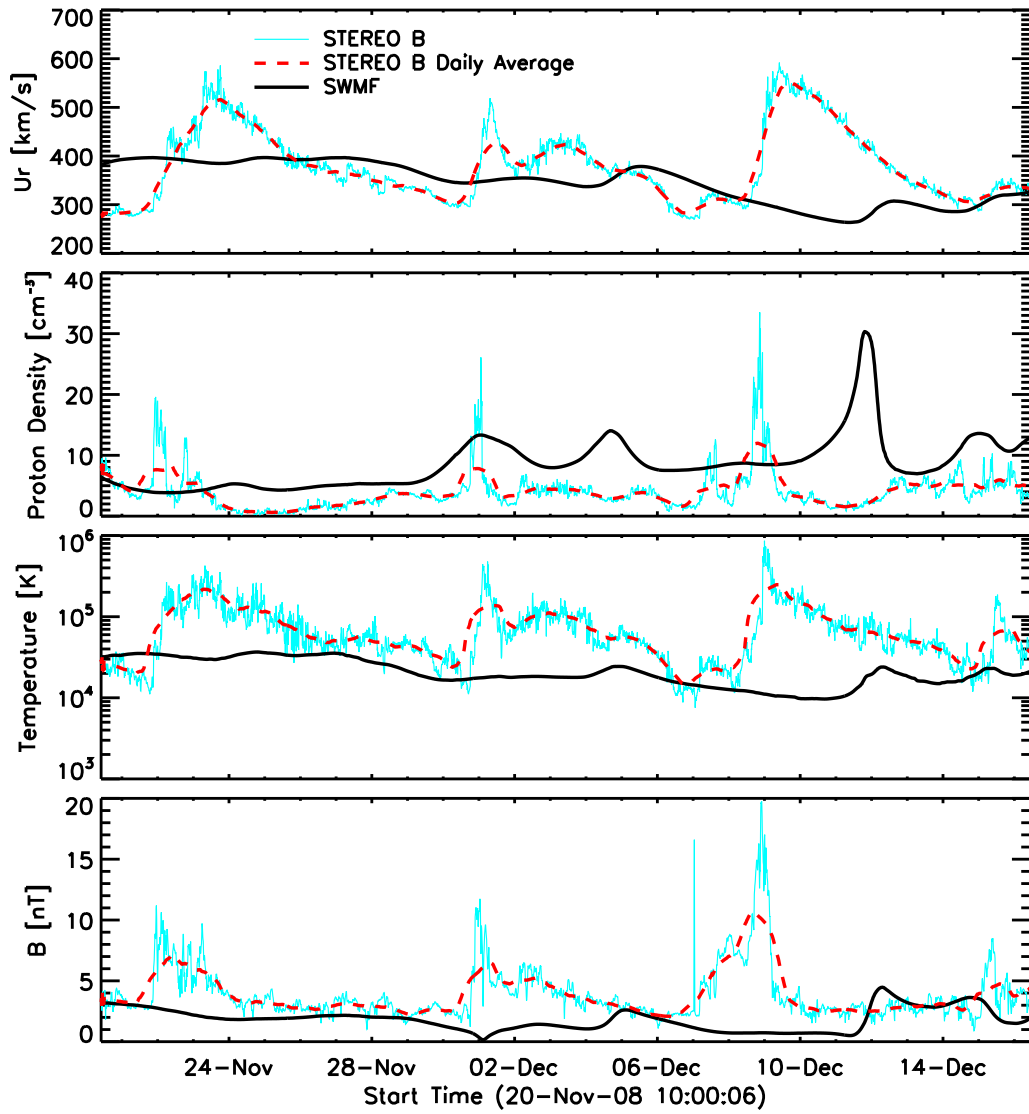 700
600
500
400
300
200
Ur [km/s]
STEREO B
STEREO B Daily Average
SWMF
40
30
20
10
0
Proton Density [cm⁻³]
10⁶
10⁵
10⁴
10³
Temperature [K]
20
15
10
5
0
B [nT]
24-Nov 28-Nov 02-Dec 06-Dec 10-Dec 14-Dec
Start Time (20-Nov-08 10:00:06)